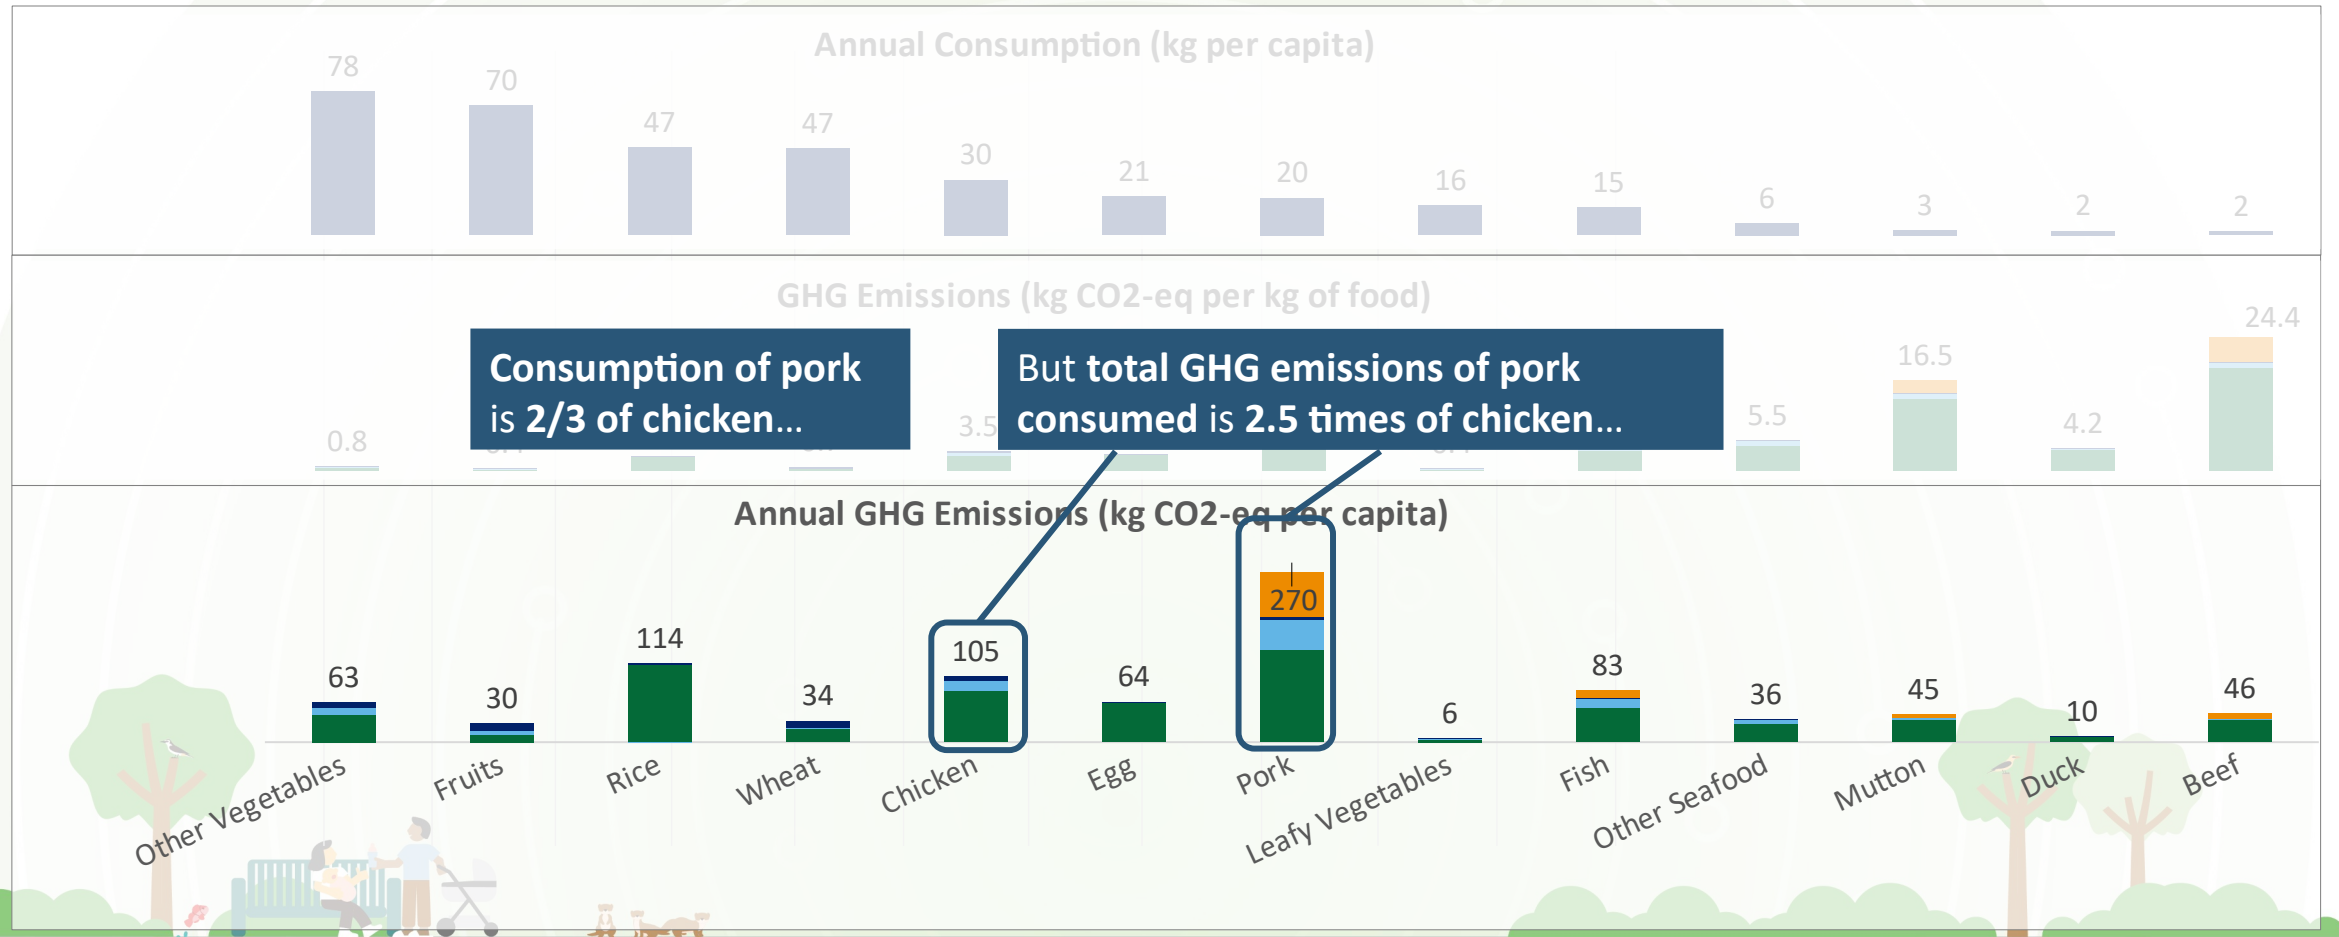 Annual Consumption (kg per capita)
78 70 47 47 30 21 20 16 15 6 3 2 2
GHG Emissions (kg CO2-eq per kg of food)
Consumption of pork
is 2/3 of chicken...
But total GHG emissions of pork
consumed is 2.5 times of chicken...
0.8 3.5 5.5 16.5 4.2 24.4
Annual GHG Emissions (kg CO2-eq per capita)
63 30 114 34 105 64 270 6 83 36 45 10 46
Other Vegetables
Fruits
Rice
Wheat
Chicken
Egg
Pork
Leafy Vegetables
Fish
Other Seafood
Mutton
Duck
Beef